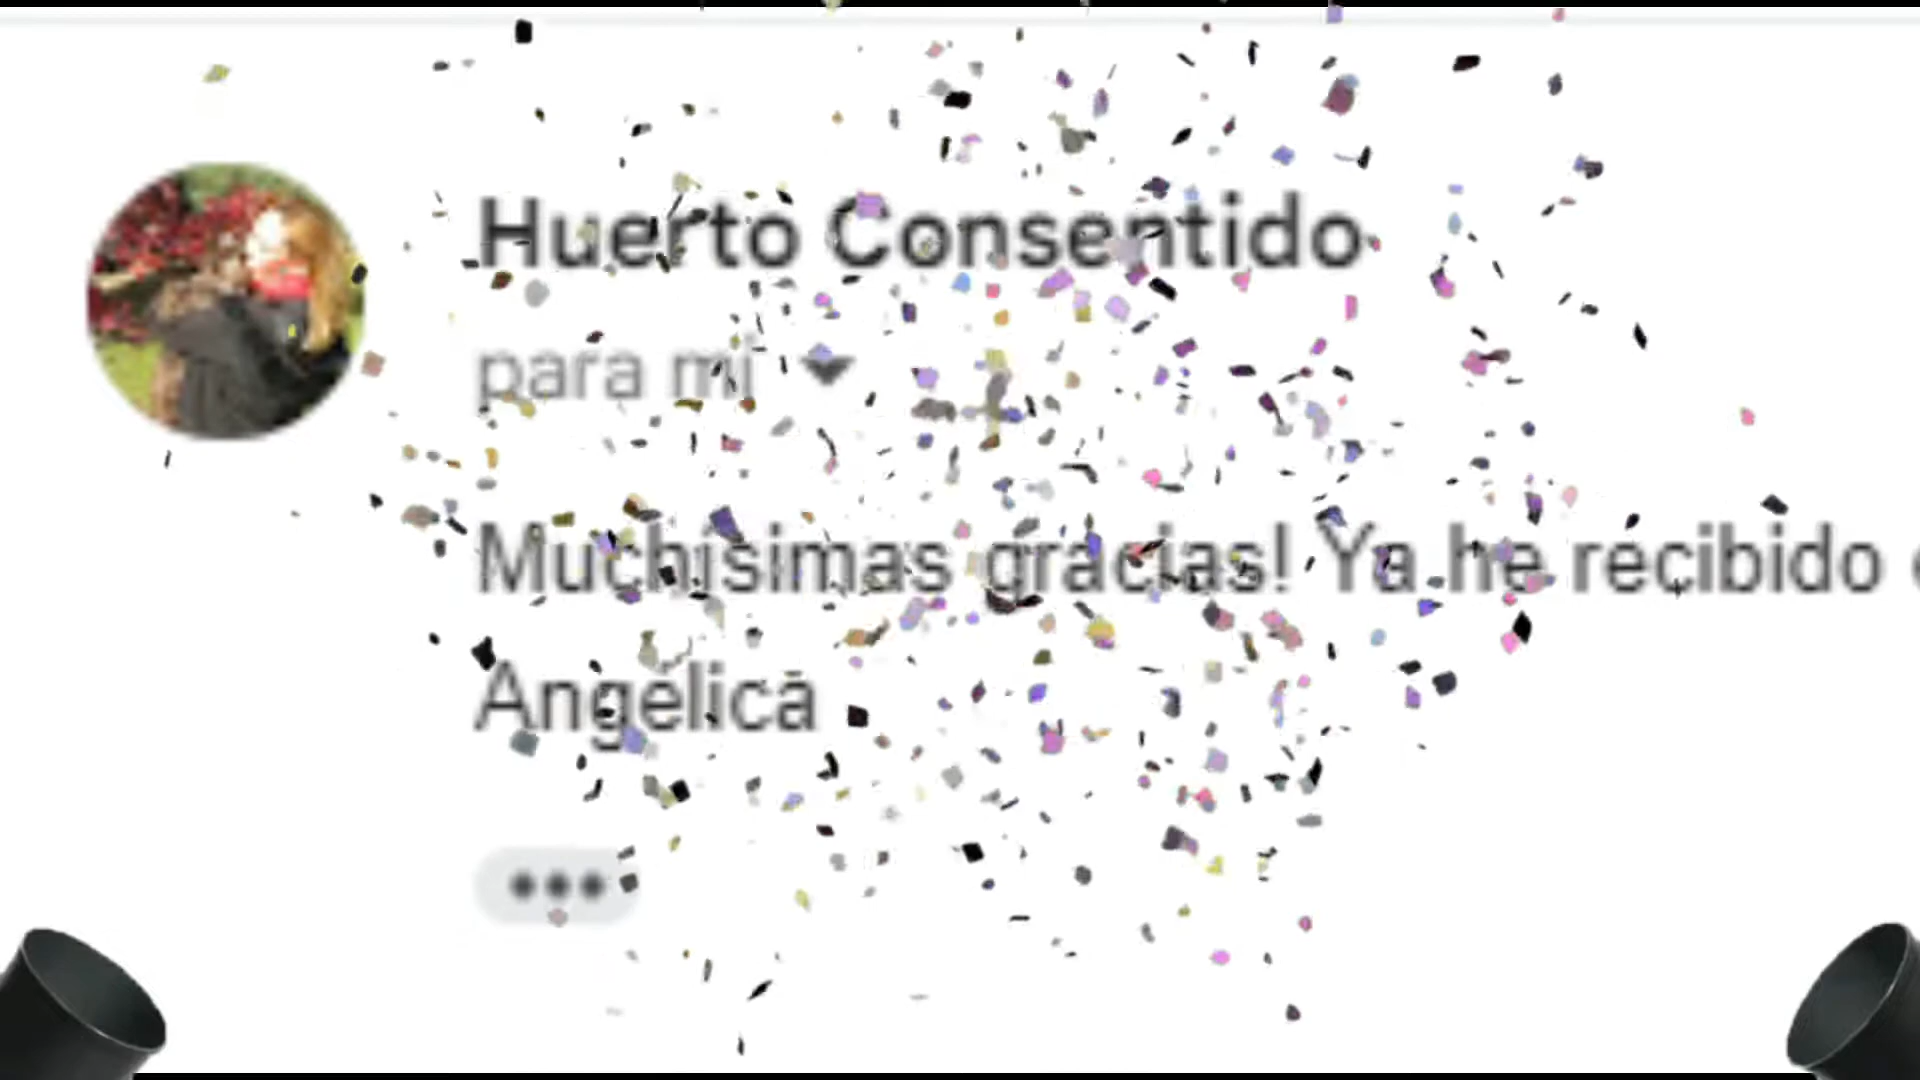 Huerto Consentido
para mí
Muchísimas gracias! Ya he recibido
Angélica